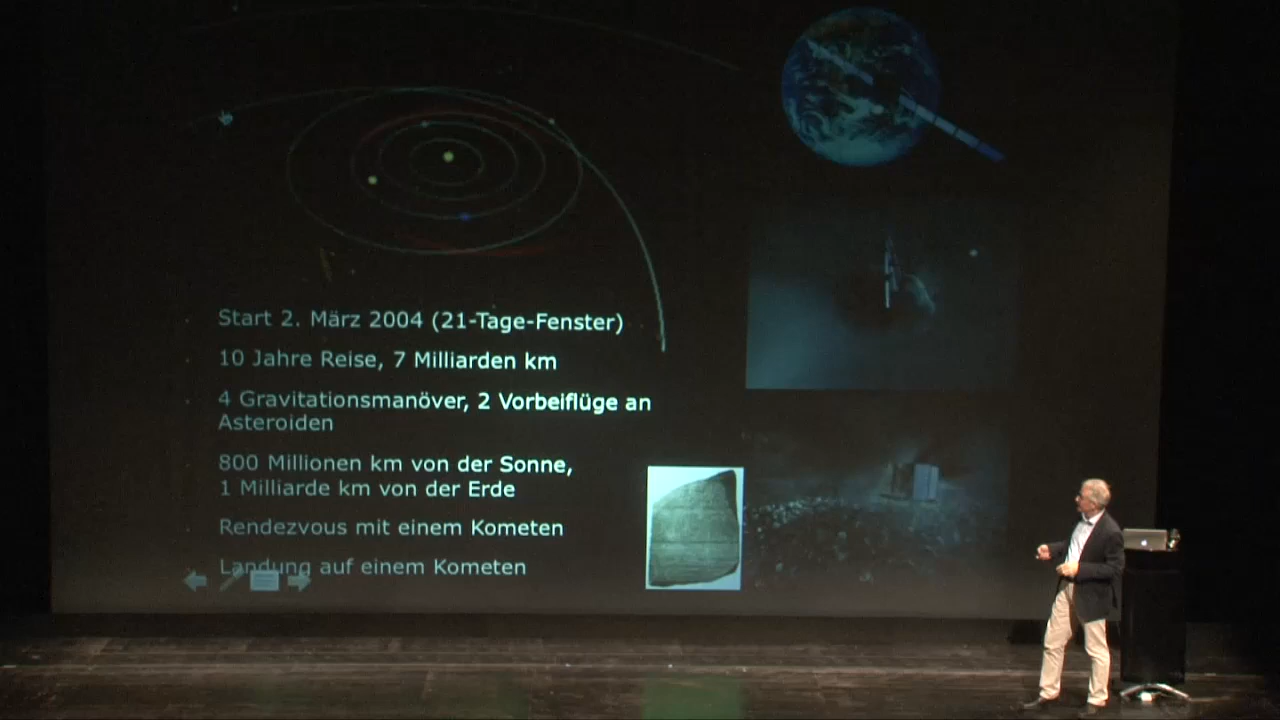 Start 2. März 2004 (21-Tage-Fenster)
10 Jahre Reise, 7 Milliarden km
4 Gravitationsmanöver, 2 Vorbeiflüge an
Asteroiden
800 Millionen km von der Sonne,
1 Milliarde km von der Erde
Rendezvous mit einem Kometen
Landung auf einem Kometen